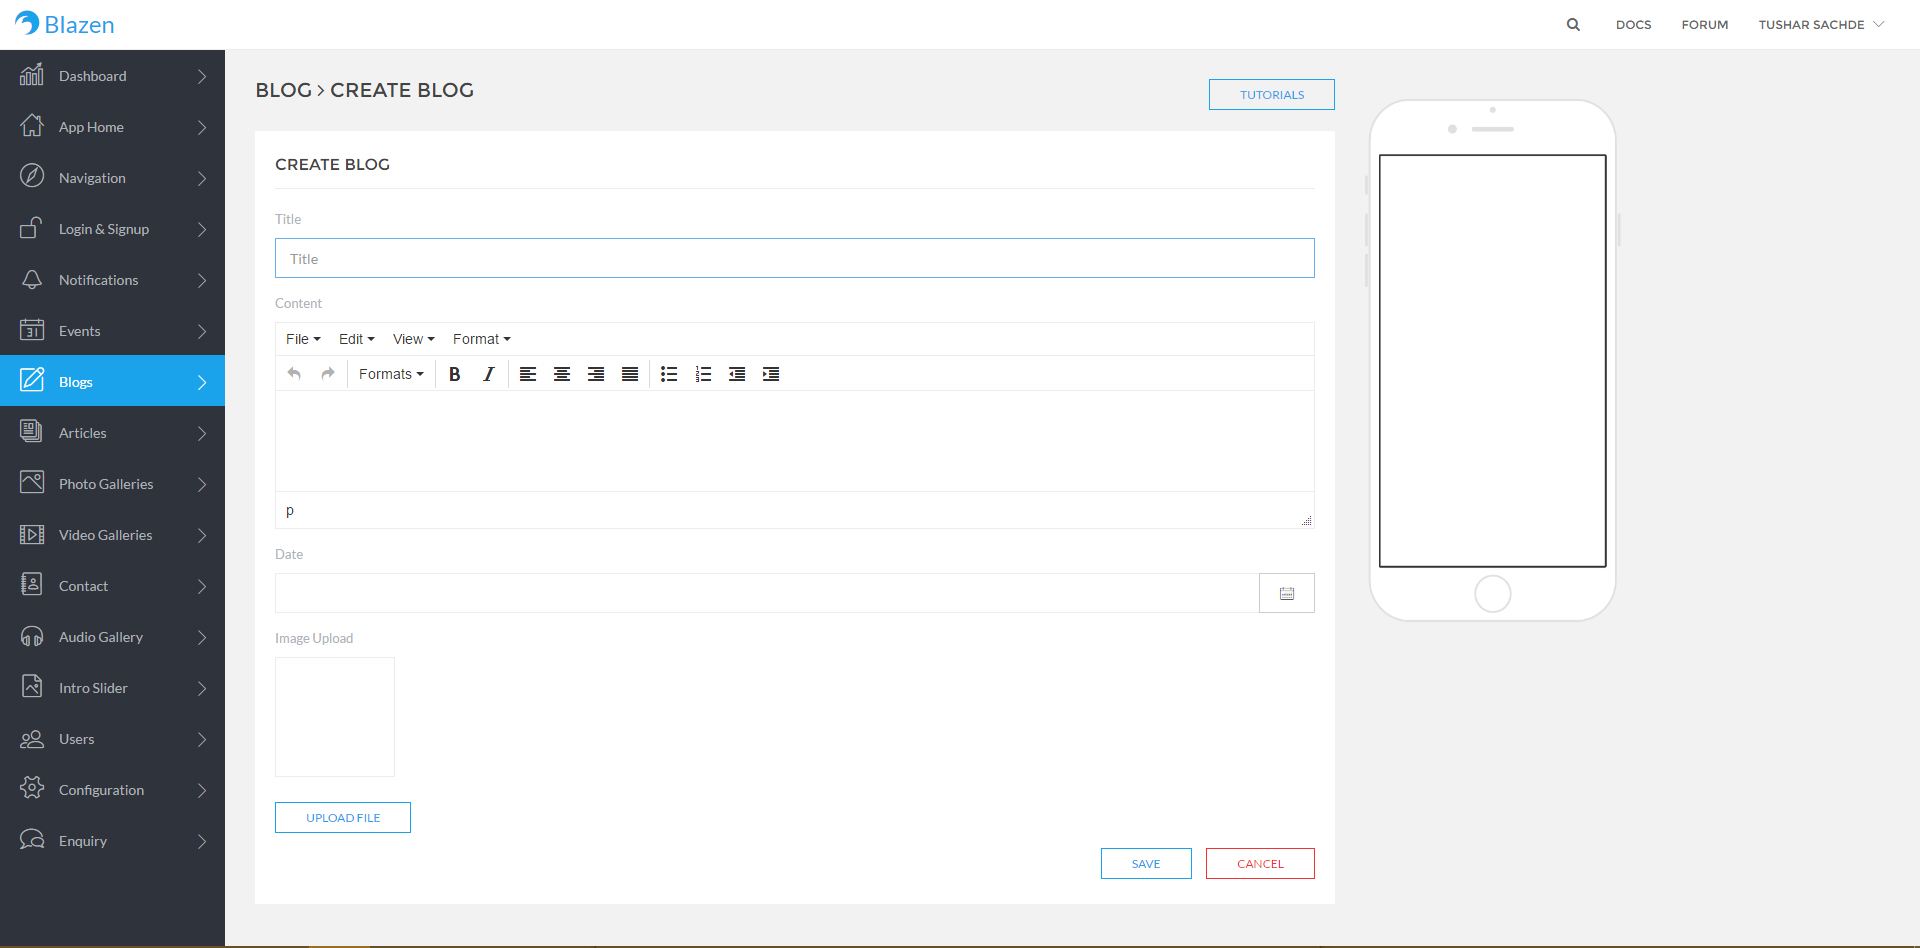 Blazen
DOCS FORUM TUSHAR SACHDE
Dashboard
App Home
Navigation
Login & Signup
Notifications
31
Events
Blogs
Articles
Photo Galleries
Video Galleries
Contact
Audio Gallery
Intro Slider
Users
Configuration
Enquiry
BLOG > CREATE BLOG
TUTORIALS
CREATE BLOG
Title
Title
Content
File Edit View Format
Formats B I
p
Date
Image Upload
UPLOAD FILE
SAVE CANCEL